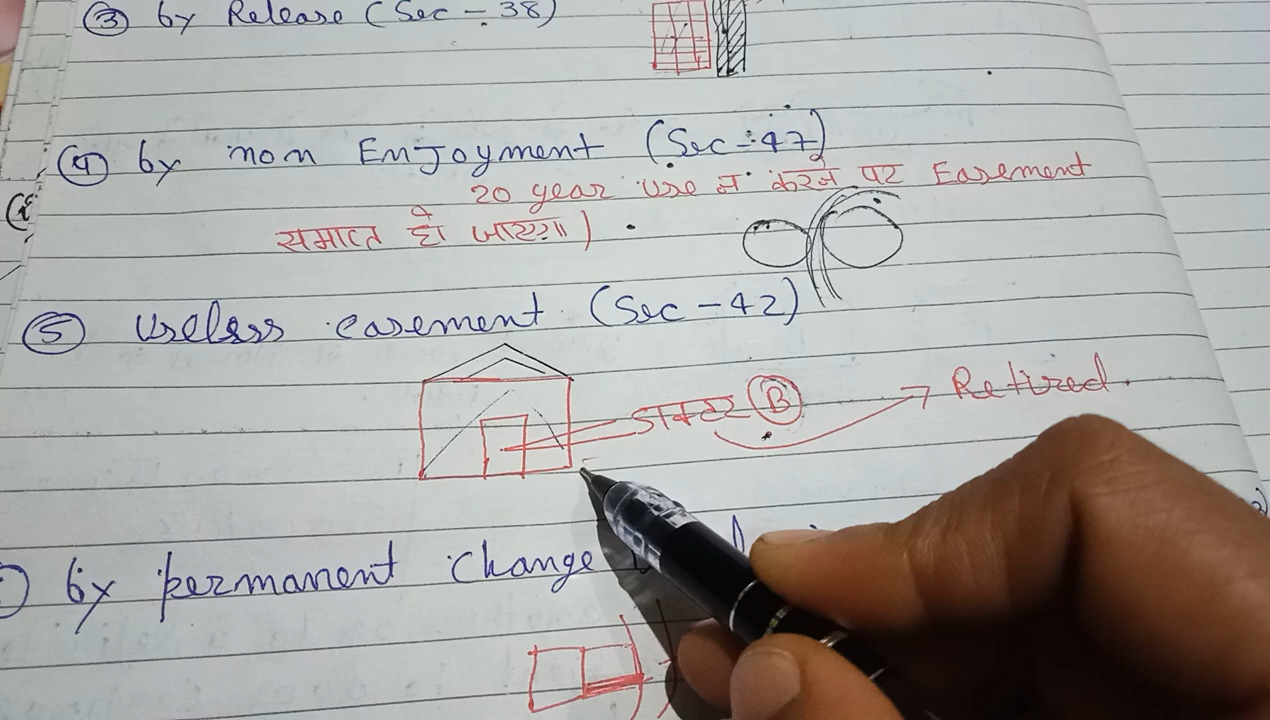 ③ by Release (Sec - 38)
④ by non Enjoyment (Sec - 47)
20 year use न करने पर Easement
समाप्त हो जाएगा)
⑤ Useless easement (Sec - 42)
डाक्टर Ⓑ → Retired.
by permanent change